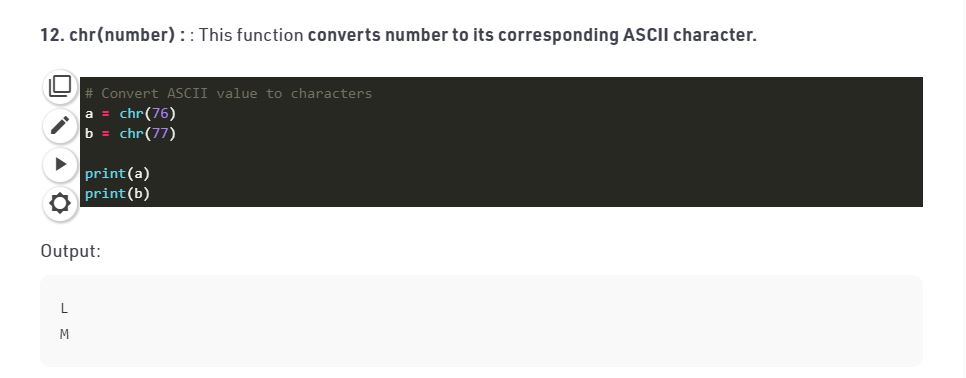 12. chr(number) : : This function converts number to its corresponding ASCII character.
# Convert ASCII value to characters
a = chr(76)
b = chr(77)
print(a)
print(b)
Output:
L
M